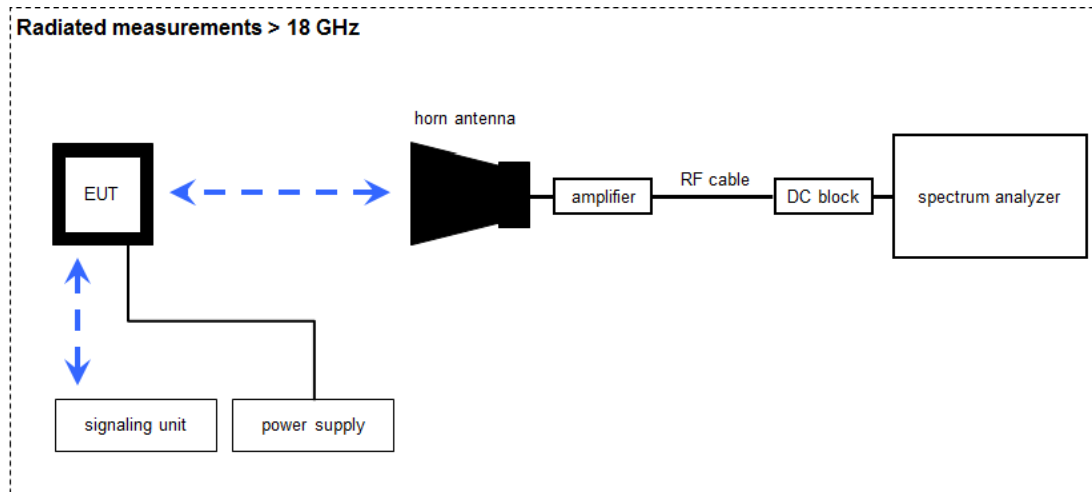 Radiated measurements > 18 GHz
horn antenna
EUT
amplifier
RF cable
DC block
spectrum analyzer
signaling unit
power supply